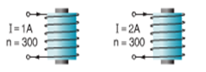 I = 1A
n = 300
I = 2A
n = 300